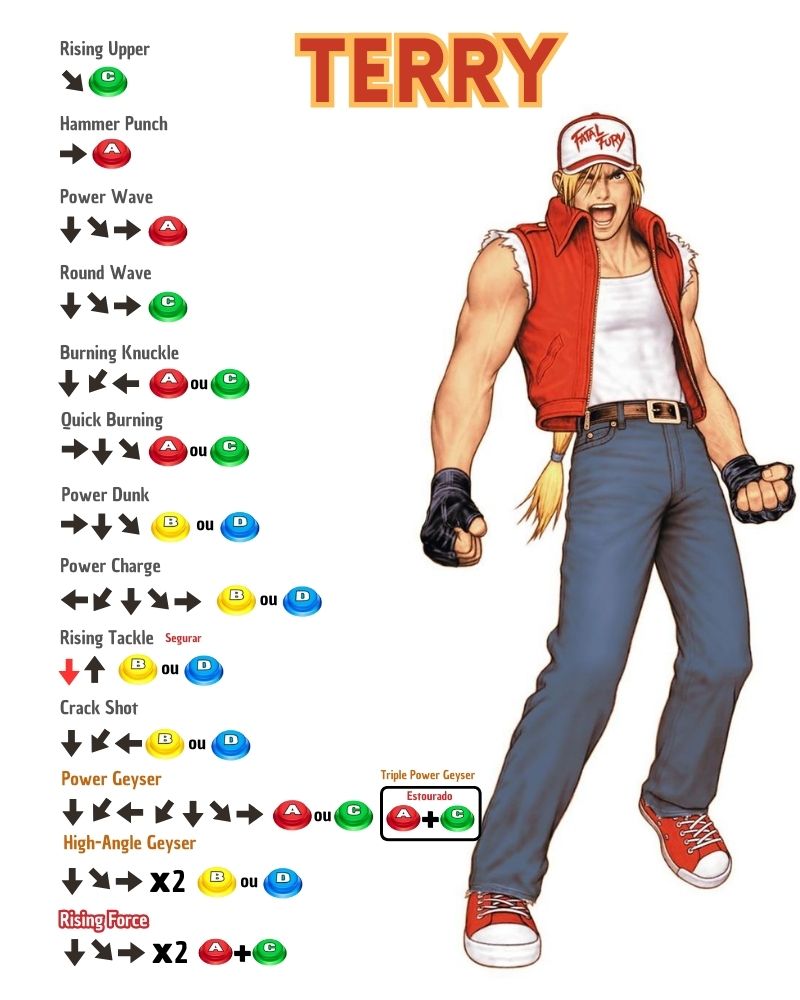 TERRY
FATAL
FURY
Rising Upper
C
Hammer Punch
A
Power Wave
A
Round Wave
C
Burning Knuckle
A ou C
Quick Burning
A ou C
Power Dunk
B ou D
Power Charge
B ou D
Rising Tackle Segurar
B ou D
Crack Shot
B ou D
Power Geyser
A ou C
Triple Power Geyser
Estourado
A + C
High-Angle Geyser
x2 B ou D
Rising Force
x2 A + C